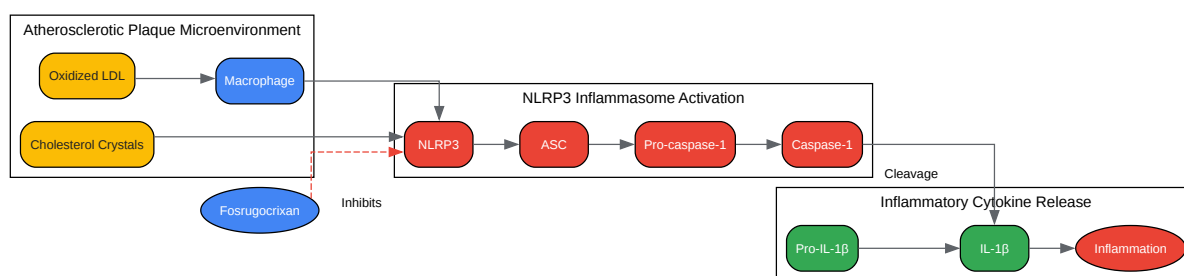 Atherosclerotic Plaque Microenvironment
Oxidized LDL
Macrophage
Cholesterol Crystals
NLRP3 Inflammasome Activation
NLRP3
ASC
Pro-caspase-1
Caspase-1
Fosrugocrixan
Inhibits
Cleavage
Inflammatory Cytokine Release
Pro-IL-1β
IL-1β
Inflammation